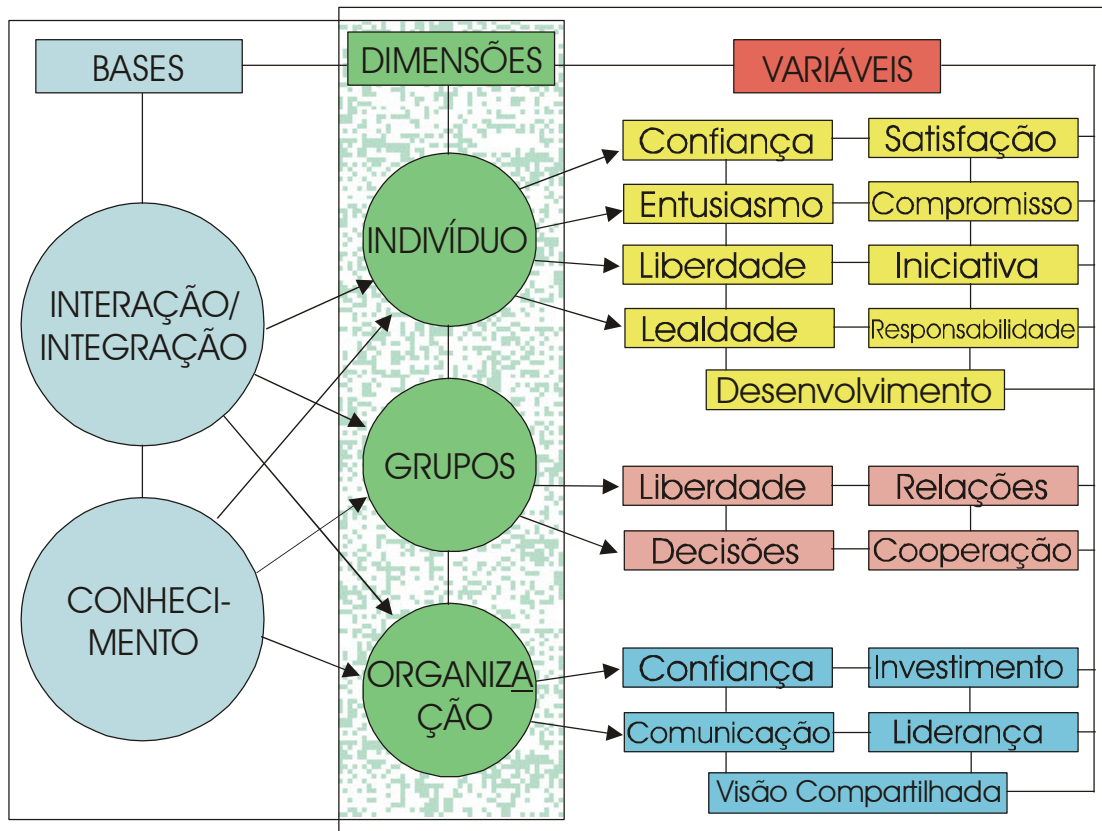 BASES
DIMENSÕES
VARIÁVEIS
INTERAÇÃO/
INTEGRAÇÃO
CONHECI-
MENTO
INDIVÍDUO
GRUPOS
ORGANIZA
ÇÃO
Confiança
Satisfação
Entusiasmo
Compromisso
Liberdade
Iniciativa
Lealdade
Responsabilidade
Desenvolvimento
Liberdade
Relações
Decisões
Cooperação
Confiança
Investimento
Comunicação
Liderança
Visão Compartilhada